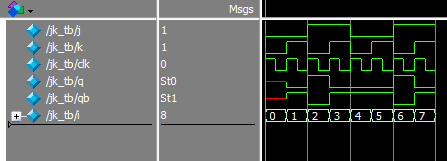 Msgs
/jk_tb/j 1
/jk_tb/k 1
/jk_tb/clk 0
/jk_tb/q St0
/jk_tb/qb St1
/jk_tb/i 8 0 1 2 3 4 5 6 7